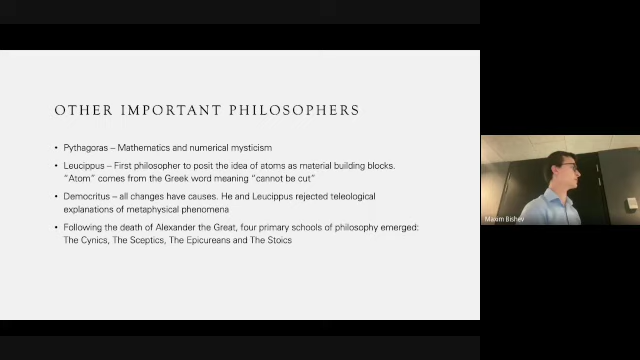 OTHER IMPORTANT PHILOSOPHERS
• Pythagoras – Mathematics and numerical mysticism
• Leucippus – First philosopher to posit the idea of atoms as material building blocks.
“Atom” comes from the Greek word meaning “cannot be cut”
• Democritus – all changes have causes. He and Leucippus rejected teleological
explanations of metaphysical phenomena
• Following the death of Alexander the Great, four primary schools of philosophy emerged:
The Cynics, The Sceptics, The Epicureans and The Stoics
Maxim Bishev